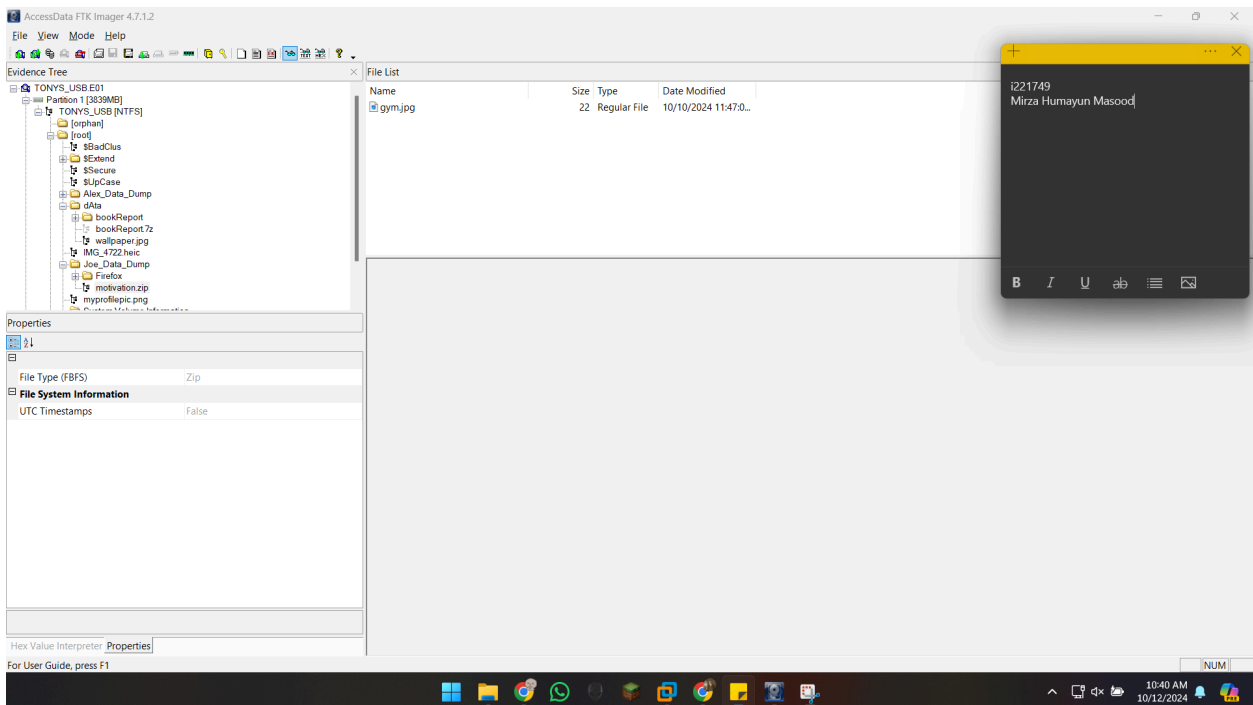 AccessData FTK Imager 4.7.1.2
File View Mode Help
Evidence Tree
TONYS_USB.E01
Partition 1 [3839MB]
TONYS_USB [NTFS]
[orphan]
[root]
$BadClus
$Extend
$Secure
$UpCase
Alex_Data_Dump
dAta
bookReport
bookReport.7z
wallpaper.jpg
IMG_4722.heic
Joe_Data_Dump
Firefox
motivation.zip
myprofilepic.png
System Volume Information
File List
Name Size Type Date Modified
gym.jpg 22 Regular File 10/10/2024 11:47:0...
i221749
Mirza Humayun Masood
B I U ab
Properties
File Type (FBFS) Zip
File System Information
UTC Timestamps False
Hex Value Interpreter Properties
For User Guide, press F1
NUM
10:40 AM
10/12/2024